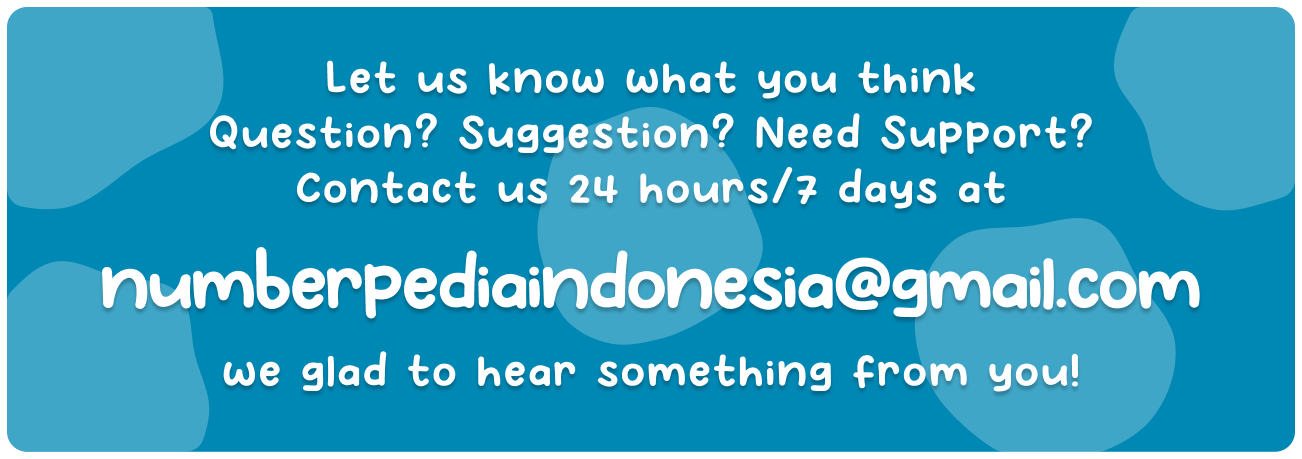 Let us know what you think
Question? Suggestion? Need Support?
Contact us 24 hours/7 days at
numberpediaindonesia@gmail.com
we glad to hear something from you!